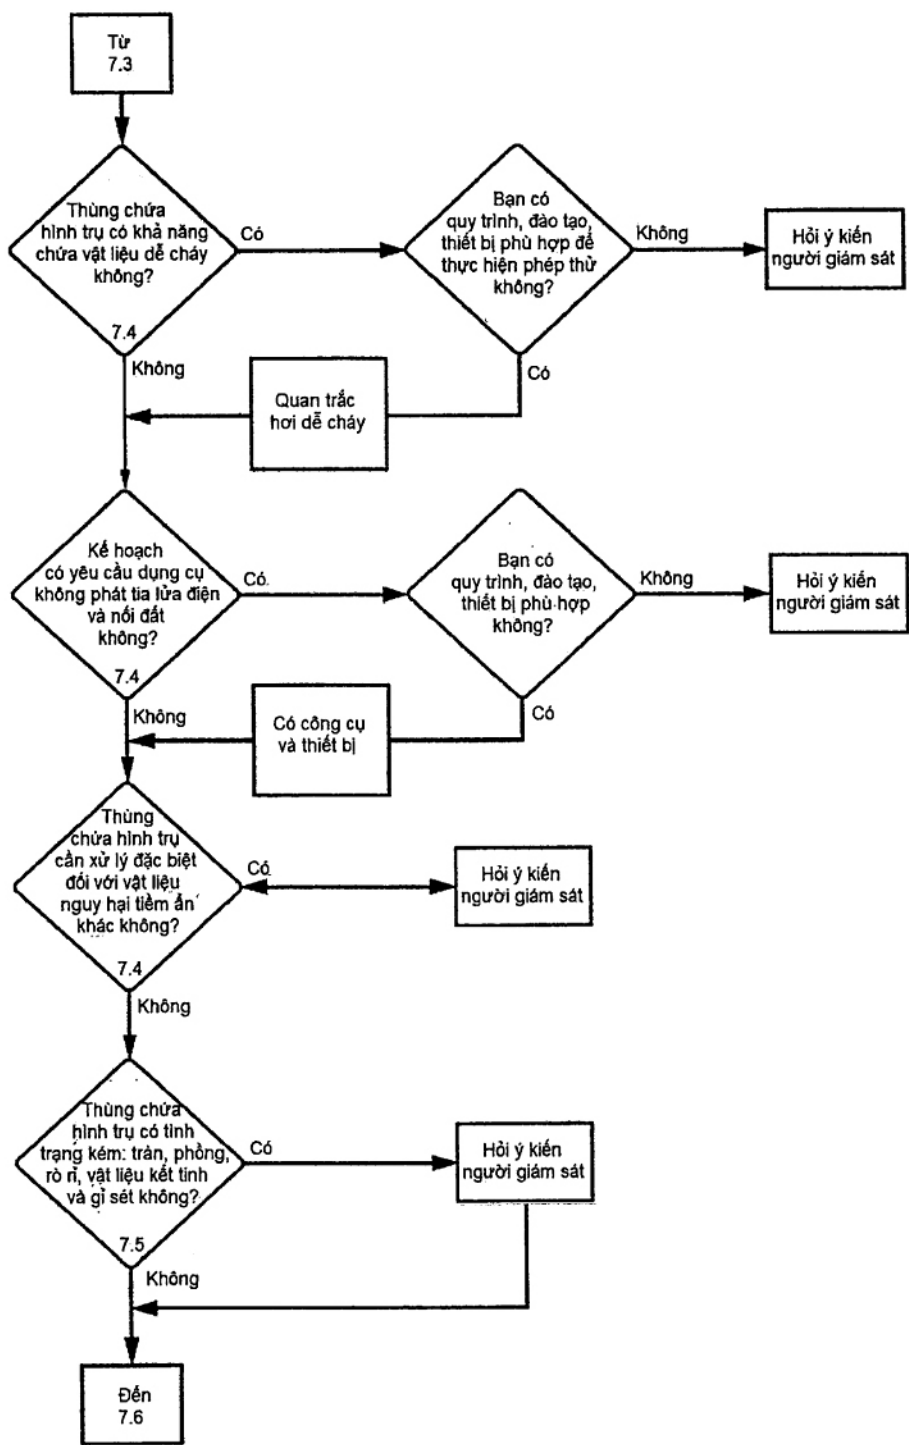 Từ
7.3
Thùng chứa
hình trụ có khả năng
chứa vật liệu dễ cháy
không?
7.4
Có
Bạn có
quy trình, đào tạo,
thiết bị phù hợp để
thực hiện phép thử
không?
Không
Hỏi ý kiến
người giám sát
Không
Quan trắc
hơi dễ cháy
Có
Kế hoạch
có yêu cầu dụng cụ
không phát tia lửa điện
và nối đất
không?
7.4
Có
Bạn có
quy trình, đào tạo,
thiết bị phù hợp
không?
Không
Hỏi ý kiến
người giám sát
Không
Có công cụ
và thiết bị
Có
Thùng
chứa hình trụ
cần xử lý đặc biệt
đối với vật liệu
nguy hại tiềm ẩn
khác không?
7.4
Có
Hỏi ý kiến
người giám sát
Không
Thùng chứa
hình trụ có tình
trạng kém: tràn, phồng,
rò rỉ, vật liệu kết tinh
và gỉ sét không?
7.5
Có
Hỏi ý kiến
người giám sát
Không
Đến
7.6